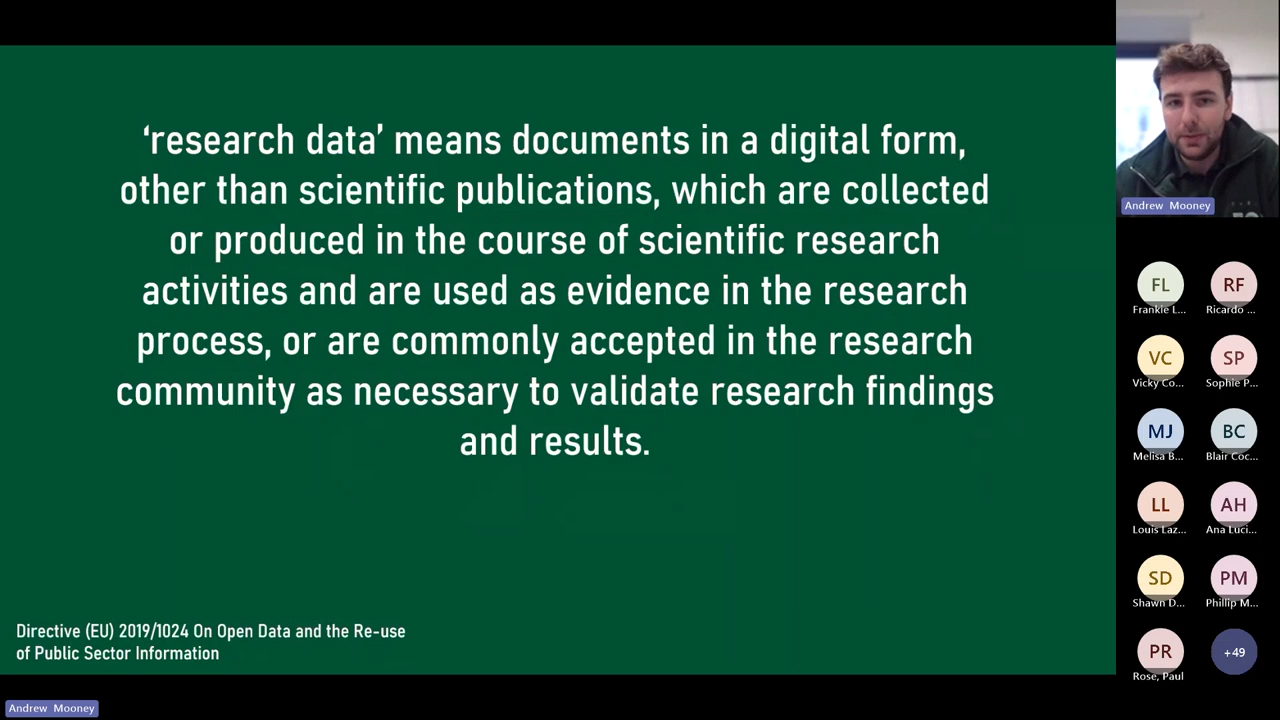 ‘research data’ means documents in a digital form,
other than scientific publications, which are collected
or produced in the course of scientific research
activities and are used as evidence in the research
process, or are commonly accepted in the research
community as necessary to validate research findings
and results.
Directive (EU) 2019/1024 On Open Data and the Re-use
of Public Sector Information
Andrew Mooney
Andrew Mooney
FL
Frankie L...
RF
Ricardo ...
VC
Vicky Co...
SP
Sophie P...
MJ
Melisa B...
BC
Blair Coc...
LL
Louis Laz...
AH
Ana Luci...
SD
Shawn D...
PM
Phillip M...
PR
Rose, Paul
+49